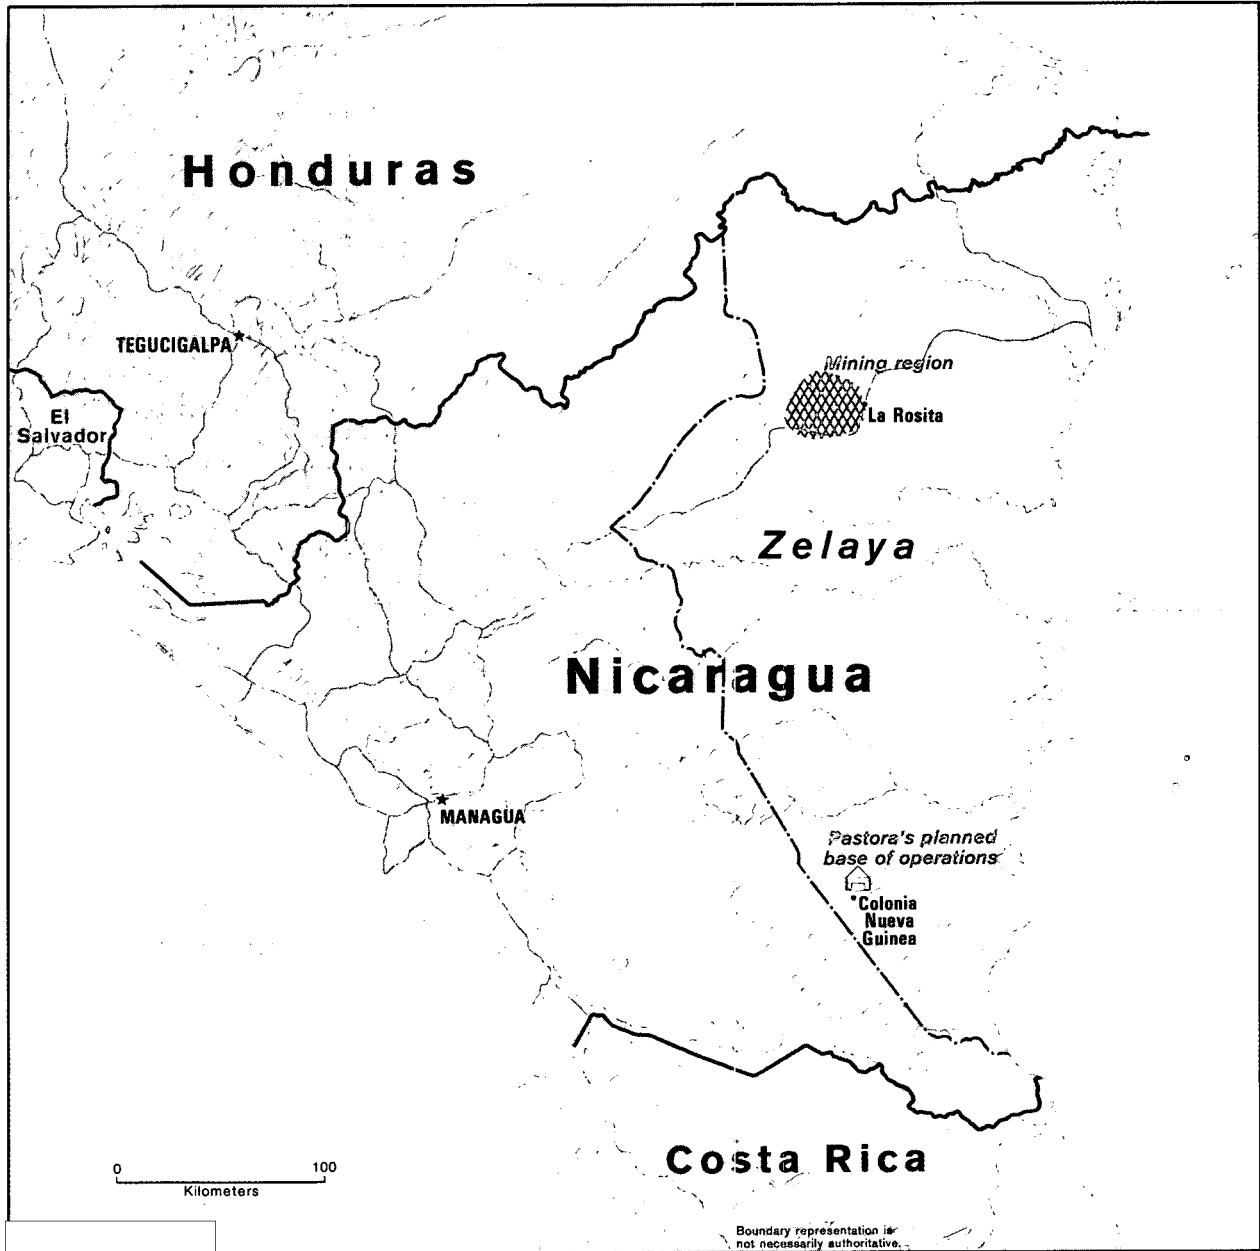 Honduras
TEGUCIGALPA
El
Salvador
Mining region
La Rosita
Zelaya
Nicaragua
MANAGUA
Pastora's planned
base of operations
Colonia
Nueva
Guinea
Costa Rica
0 100
Kilometers
Boundary representation is
not necessarily authoritative.